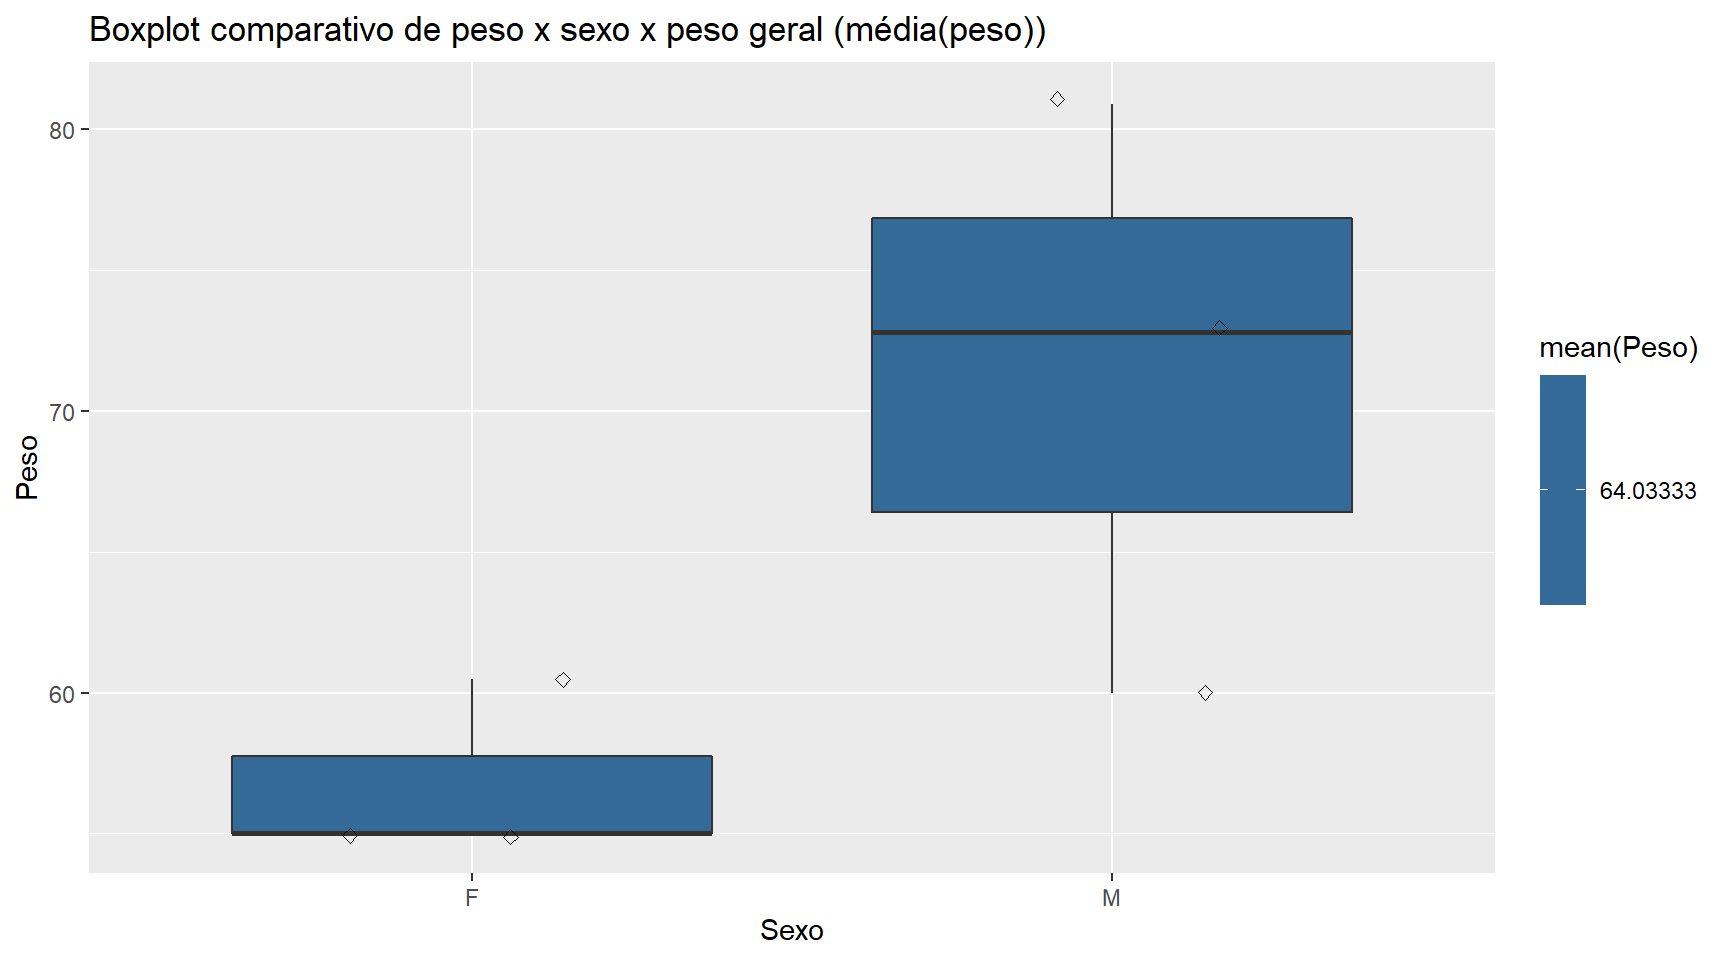 Boxplot comparativo de peso x sexo x peso geral (média(peso))
80
70
60
Peso
F
M
Sexo
mean(Peso)
64.03333